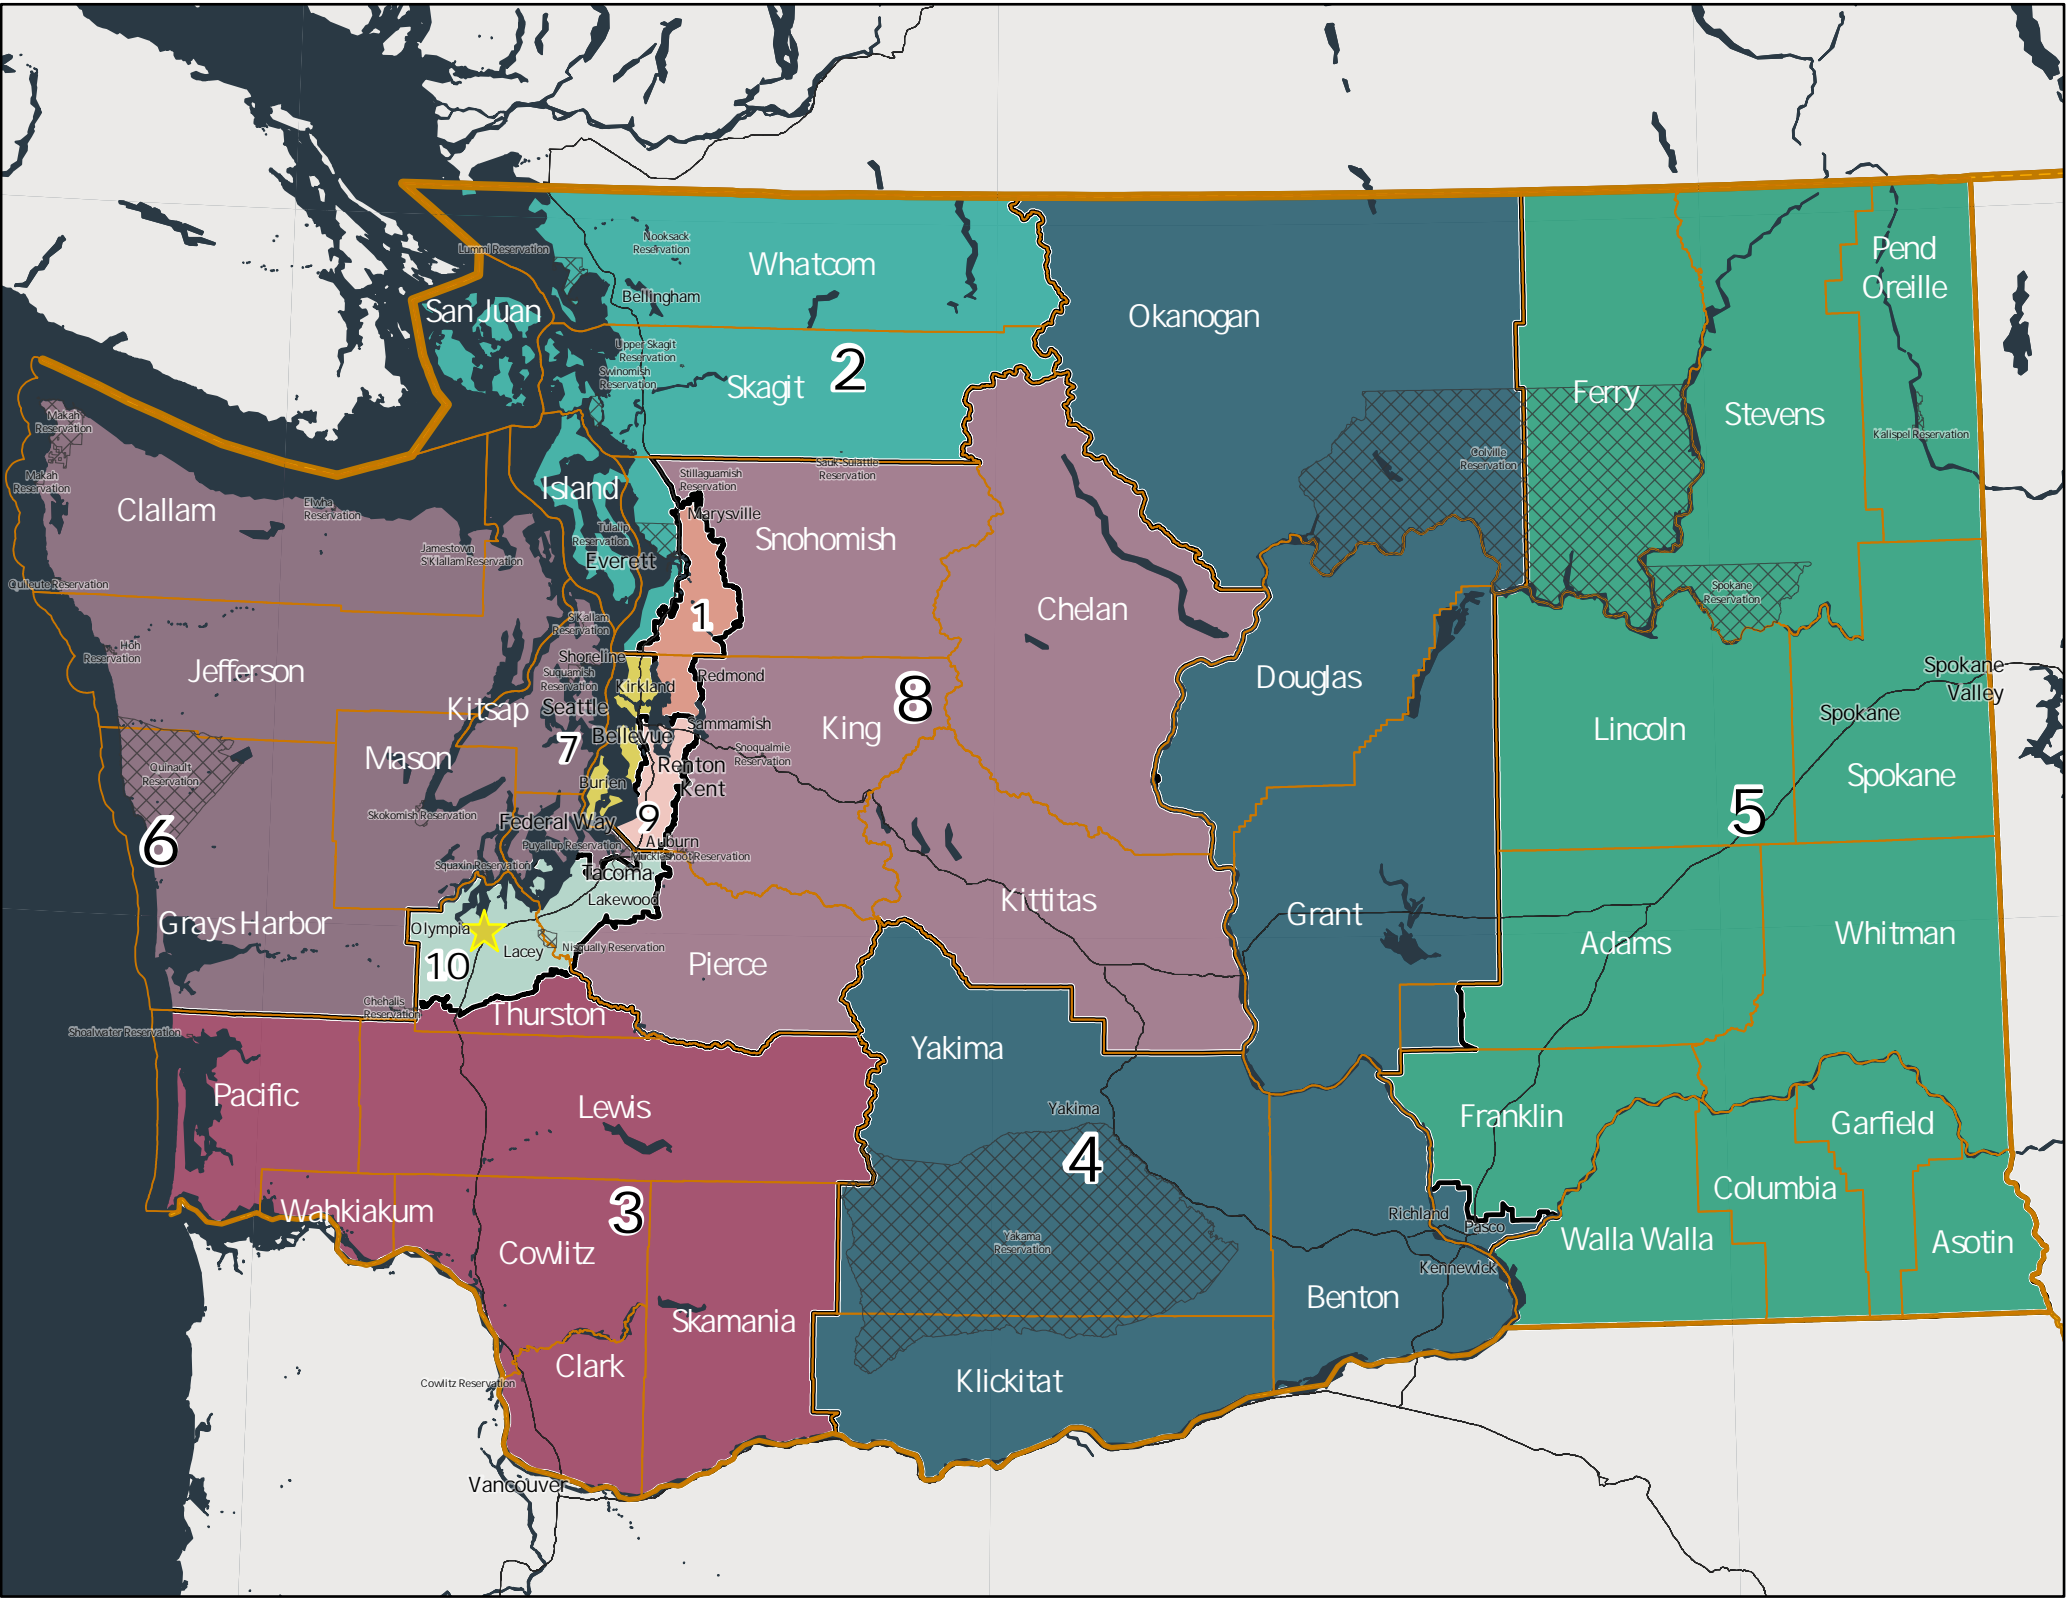 Nooksack
Reservation
Lummi Reservation
Whatcom
Pend
Oreille
Bellingham
San Juan
Okanogan
Upper Skagit
Reservation
Swinomish
Reservation
Skagit
2
Ferry
Stevens
Makah
Reservation
Kalispel Reservation
Colville
Reservation
Makah
Reservation
Stillaguamish
Reservation
Sauk-Suiattle
Reservation
Island
Clallam
Elwha
Reservation
Marysville
Tulalip
Reservation
Snohomish
Jamestown
S'Klallam Reservation
Everett
Quileute Reservation
Spokane
Reservation
1
Chelan
S'Kallam
Reservation
Hoh
Reservation
Shoreline
Jefferson
Suquamish
Reservation
Kirkland
Redmond
Douglas
Spokane
Valley
8
Kitsap
Seattle
Sammamish
King
Lincoln
Spokane
Bellevue
7
Mason
Snoqualmie
Reservation
Quinault
Reservation
Renton
Burien
Kent
Spokane
Skokomish Reservation
5
Federal Way
9
6
Auburn
Puyallup Reservation
Muckleshoot Reservation
Squaxin Reservation
Tacoma
Lakewood
Kittitas
Grant
Grays Harbor
Olympia
Lacey
Nisqually Reservation
Adams
Whitman
10
Pierce
Chehalis
Reservation
Thurston
Shoalwater Reservation
Yakima
Pacific
Lewis
Yakima
Franklin
Garfield
4
Columbia
Wahkiakum
3
Richland
Pasco
Yakama
Reservation
Walla Walla
Asotin
Cowlitz
Kennewick
Benton
Skamania
Clark
Cowlitz Reservation
Klickitat
Vancouver